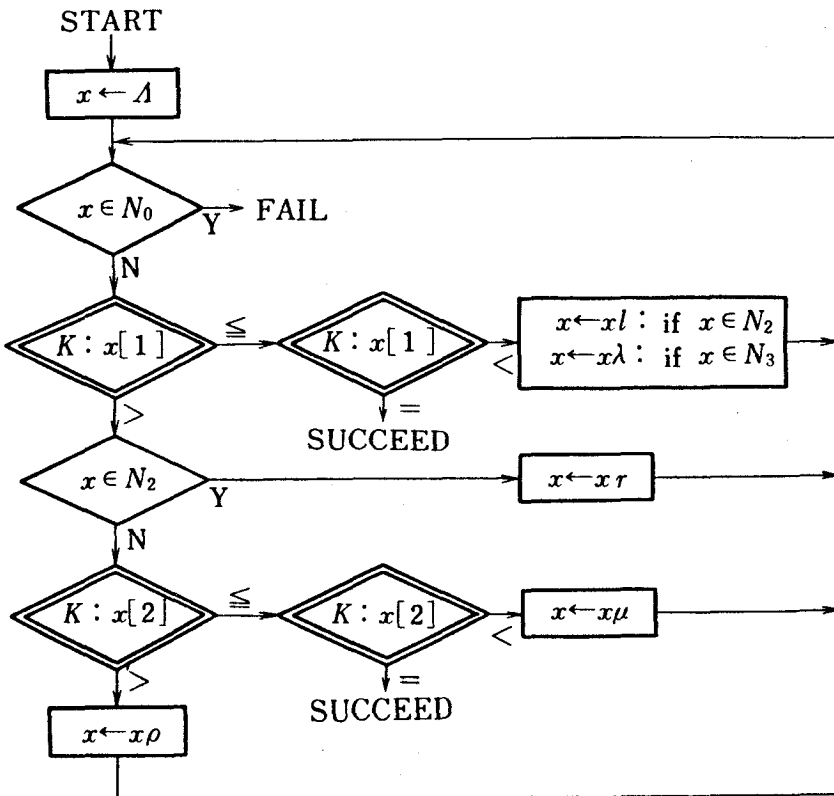 START
x ← Λ
x ∈ N₀
Y
FAIL
N
K : x[1]
≦
K : x[1]
<
x ← xl : if x ∈ N₂
x ← xλ : if x ∈ N₃
>
=
SUCCEED
x ∈ N₂
Y
x ← xr
N
K : x[2]
≦
K : x[2]
<
x ← xμ
>
=
SUCCEED
x ← xρ